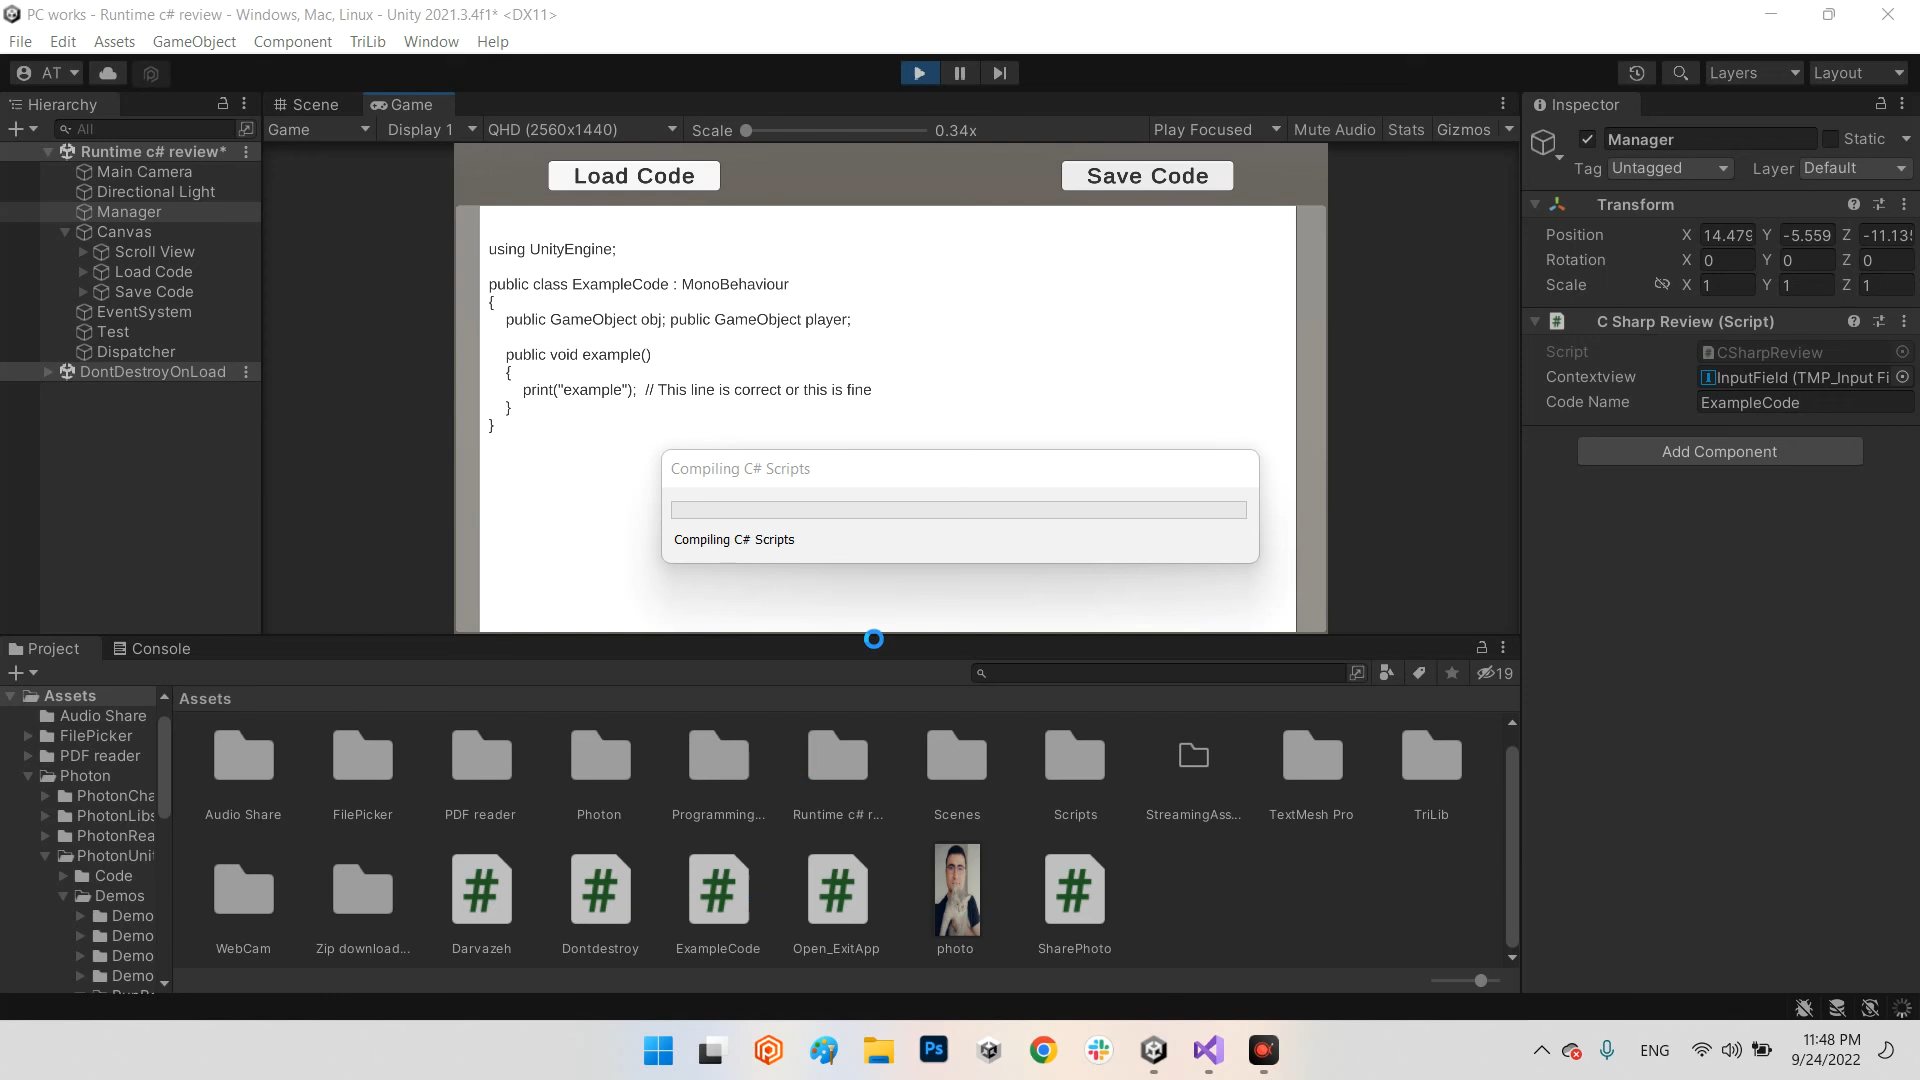 PC works - Runtime c# review - Windows, Mac, Linux - Unity 2021.3.4f1* <DX11>
File Edit Assets GameObject Component TriLib Window Help
AT
Layers
Layout
Hierarchy
All
Runtime c# review*
Main Camera
Directional Light
Manager
Canvas
Scroll View
Load Code
Save Code
EventSystem
Test
Dispatcher
DontDestroyOnLoad
Scene
Game
Game
Display 1
QHD (2560x1440)
Scale
0.34x
Play Focused
Mute Audio
Stats
Gizmos
Load Code
Save Code
using UnityEngine;
public class ExampleCode : MonoBehaviour
{
public GameObject obj; public GameObject player;
public void example()
{
print("example");  // This line is correct or this is fine
}
}
Compiling C# Scripts
Compiling C# Scripts
Inspector
Manager
Static
Tag Untagged
Layer Default
Transform
Position X 14.479 Y -5.559 Z -11.135
Rotation X 0 Y 0 Z 0
Scale X 1 Y 1 Z 1
# C Sharp Review (Script)
Script CSharpReview
Contextview InputField (TMP_Input Fi
Code Name ExampleCode
Add Component
Project
Console
19
Assets
Audio Share
FilePicker
PDF reader
Photon
PhotonCha
PhotonLibs
PhotonRea
PhotonUnit
Code
Demos
Demo
Demo
Demo
Demo
Assets
Audio Share FilePicker PDF reader Photon Programming... Runtime c# r... Scenes Scripts StreamingAss... TextMesh Pro TriLib
# # # # #
WebCam Zip download... Darvazeh Dontdestroy ExampleCode Open_ExitApp photo SharePhoto
Ps
ENG
11:48 PM
9/24/2022